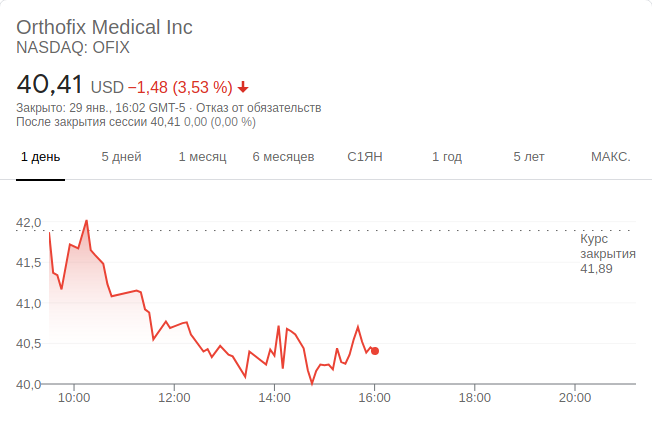 Orthofix Medical Inc
NASDAQ: OFIX
40,41 USD −1,48 (3,53 %)
Закрыто: 29 янв., 16:02 GMT-5 · Отказ от обязательств
После закрытия сессии 40,41 0,00 (0,00 %)
1 день 5 дней 1 месяц 6 месяцев С1ЯН 1 год 5 лет МАКС.
42,0
Курс
закрытия
41,89
41,5
41,0
40,5
40,0
10:00 12:00 14:00 16:00 18:00 20:00